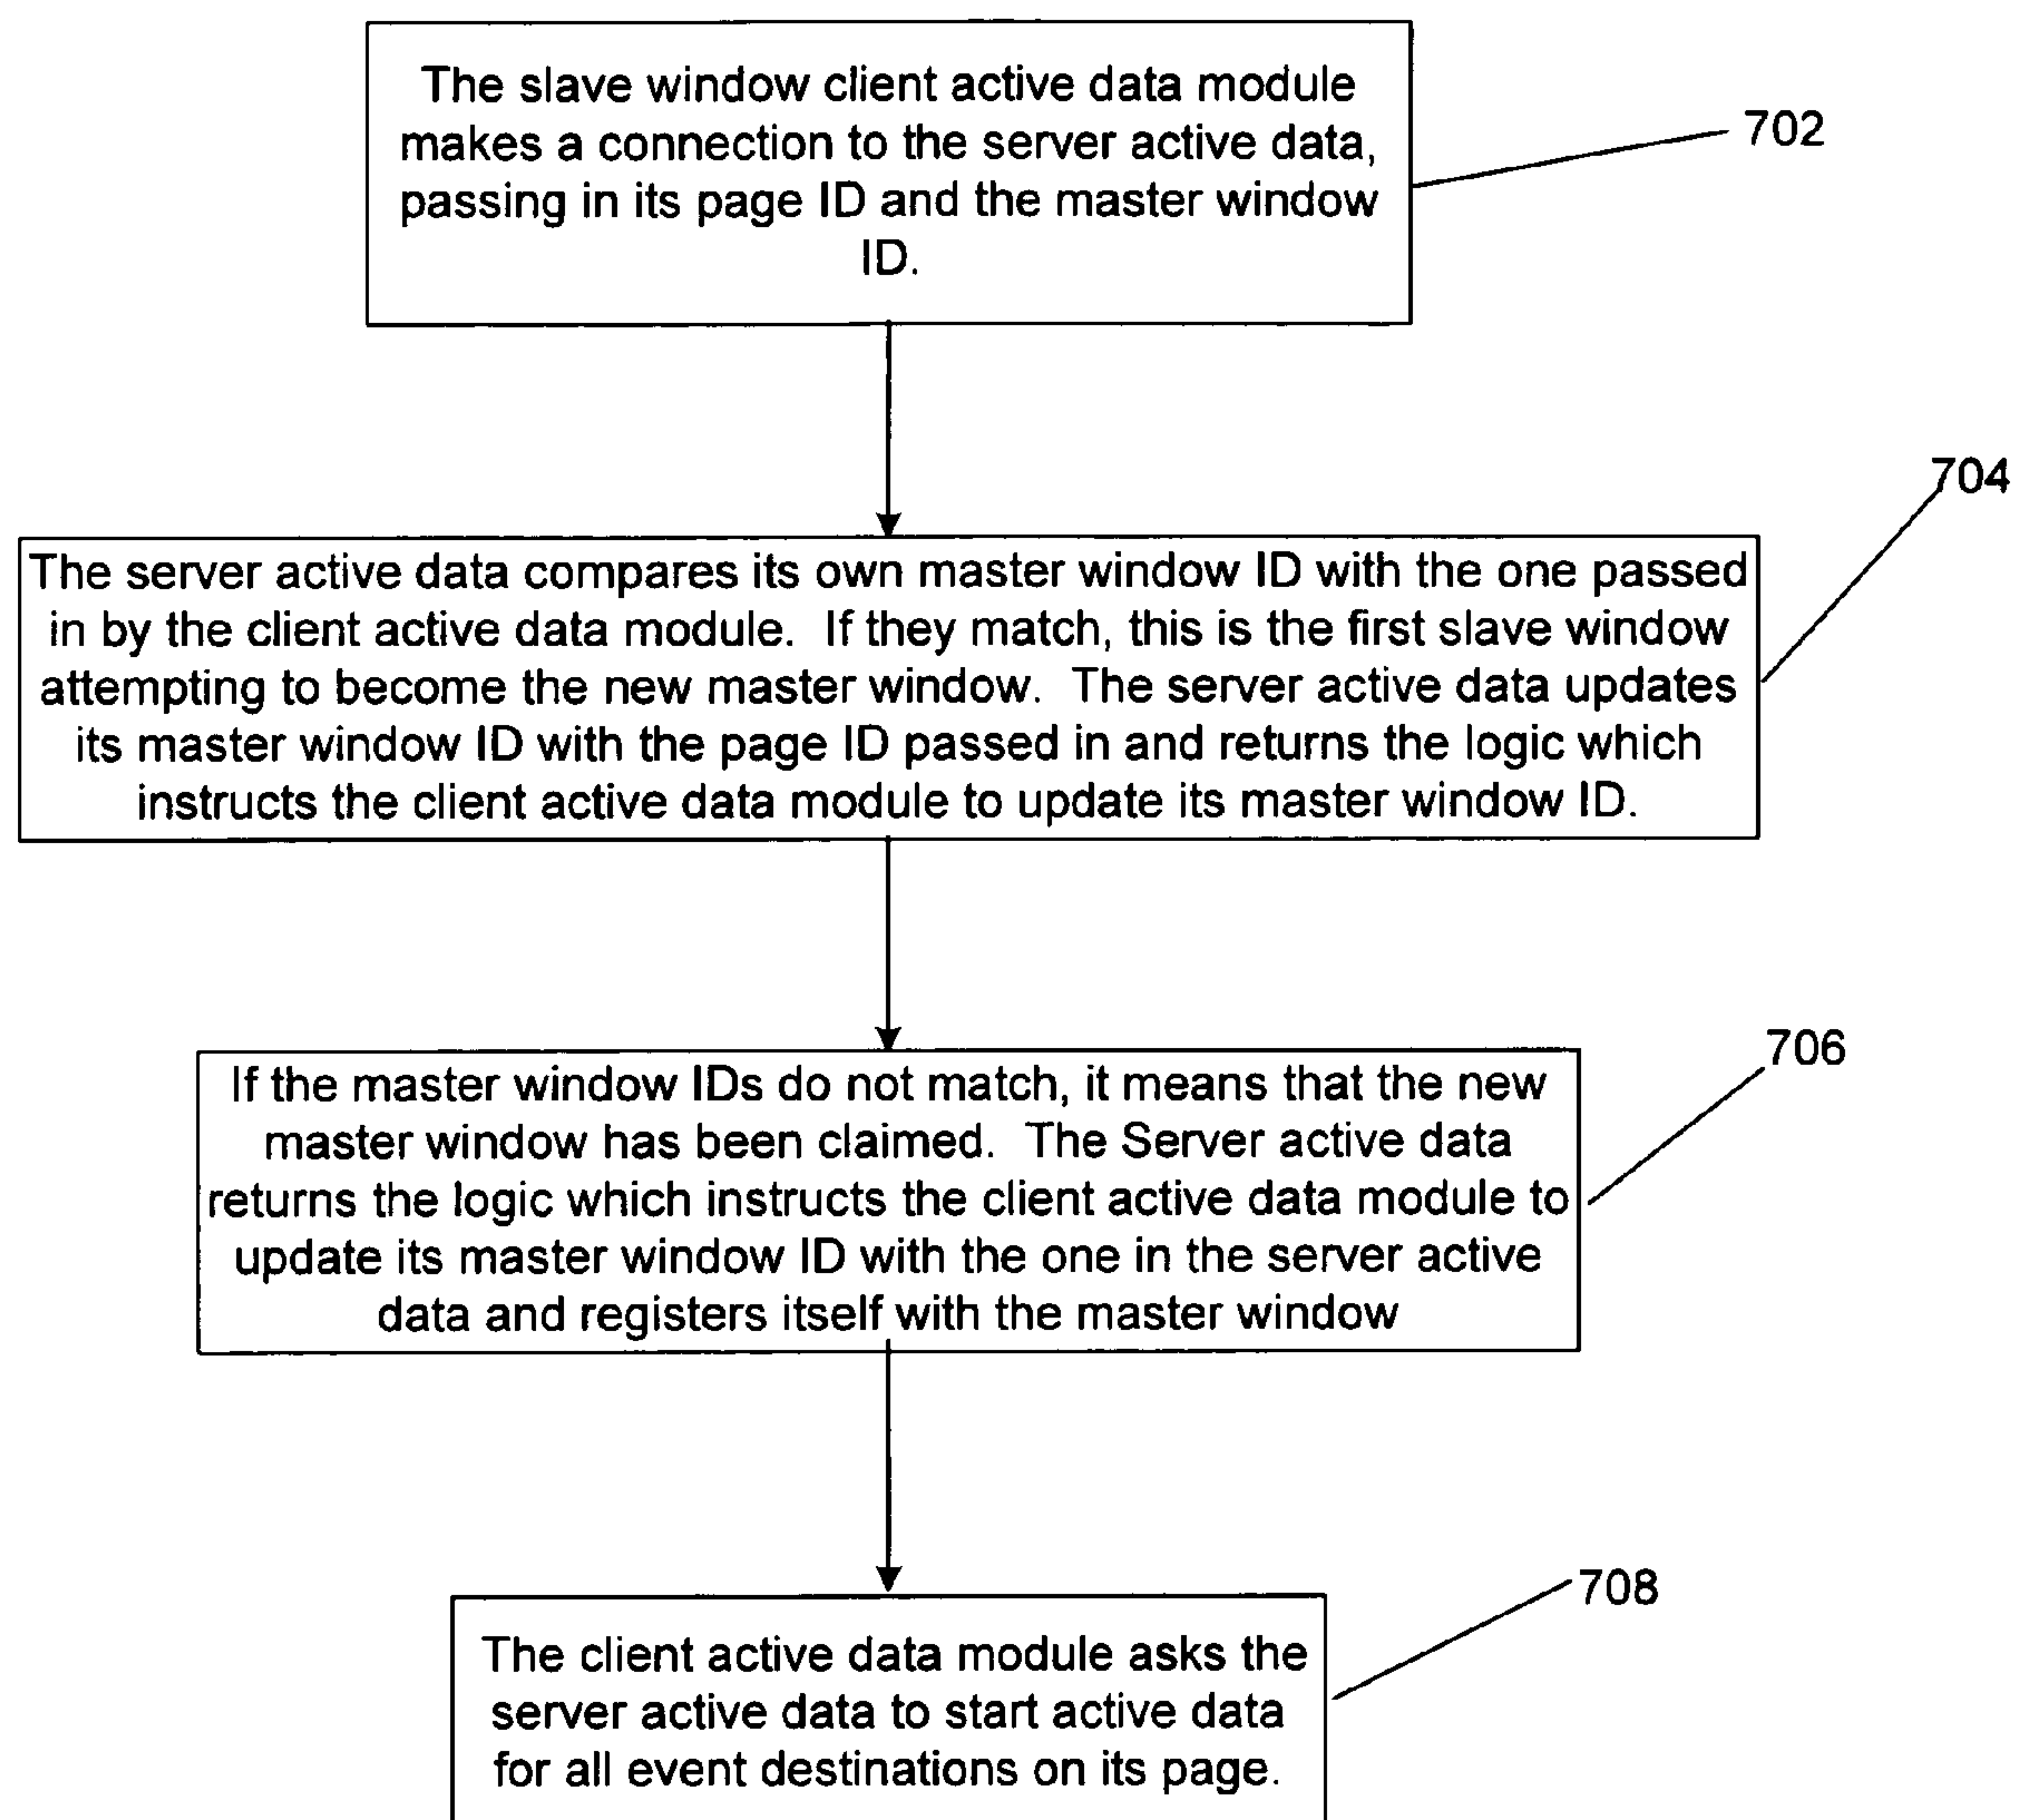 The slave window client active data module
makes a connection to the server active data,
passing in its page ID and the master window
ID.
702
704
The server active data compares its own master window ID with the one passed
in by the client active data module.  If they match, this is the first slave window
attempting to become the new master window.  The server active data updates
its master window ID with the page ID passed in and returns the logic which
instructs the client active data module to update its master window ID.
706
If the master window IDs do not match, it means that the new
master window has been claimed.  The Server active data
returns the logic which instructs the client active data module to
update its master window ID with the one in the server active
data and registers itself with the master window
708
The client active data module asks the
server active data to start active data
for all event destinations on its page.